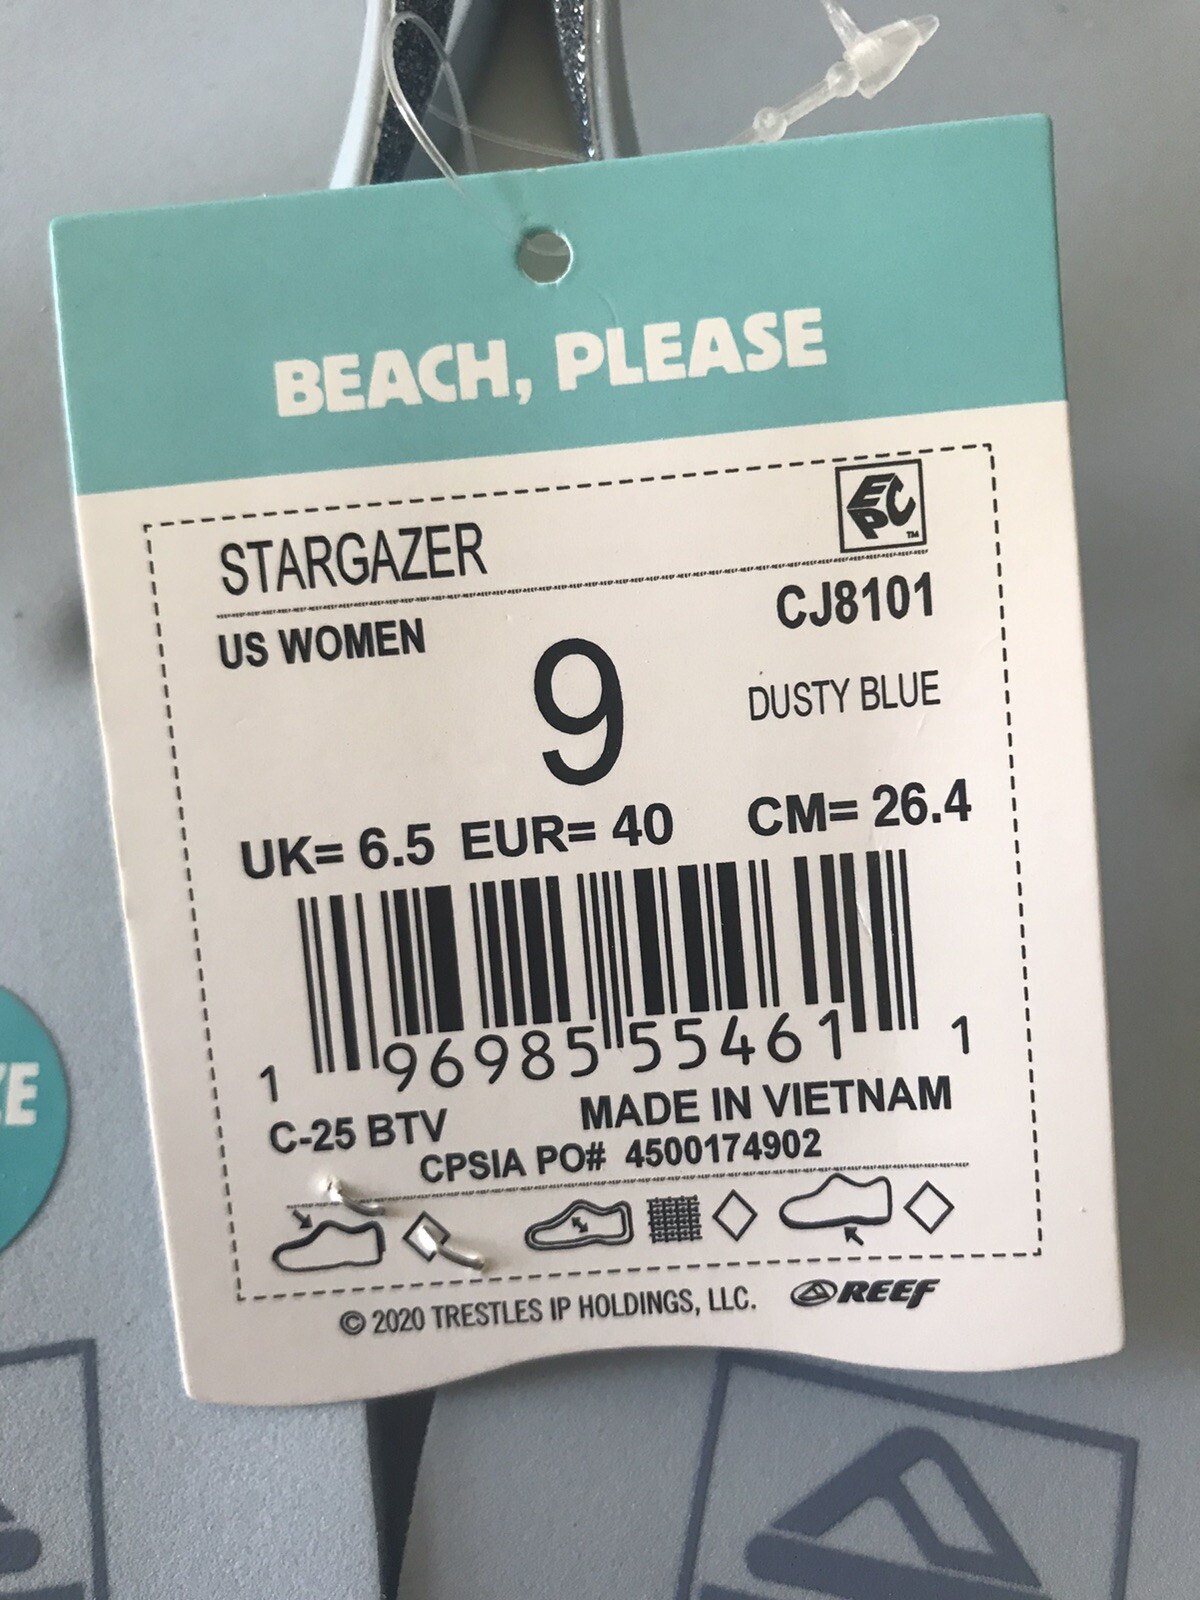 BEACH, PLEASE
STARGAZER
EPC™
US WOMEN
CJ8101
9
DUSTY BLUE
UK= 6.5 EUR= 40 CM= 26.4
1 96985 55461 1
C-25 BTV MADE IN VIETNAM
CPSIA PO# 4500174902
© 2020 TRESTLES IP HOLDINGS, LLC. REEF